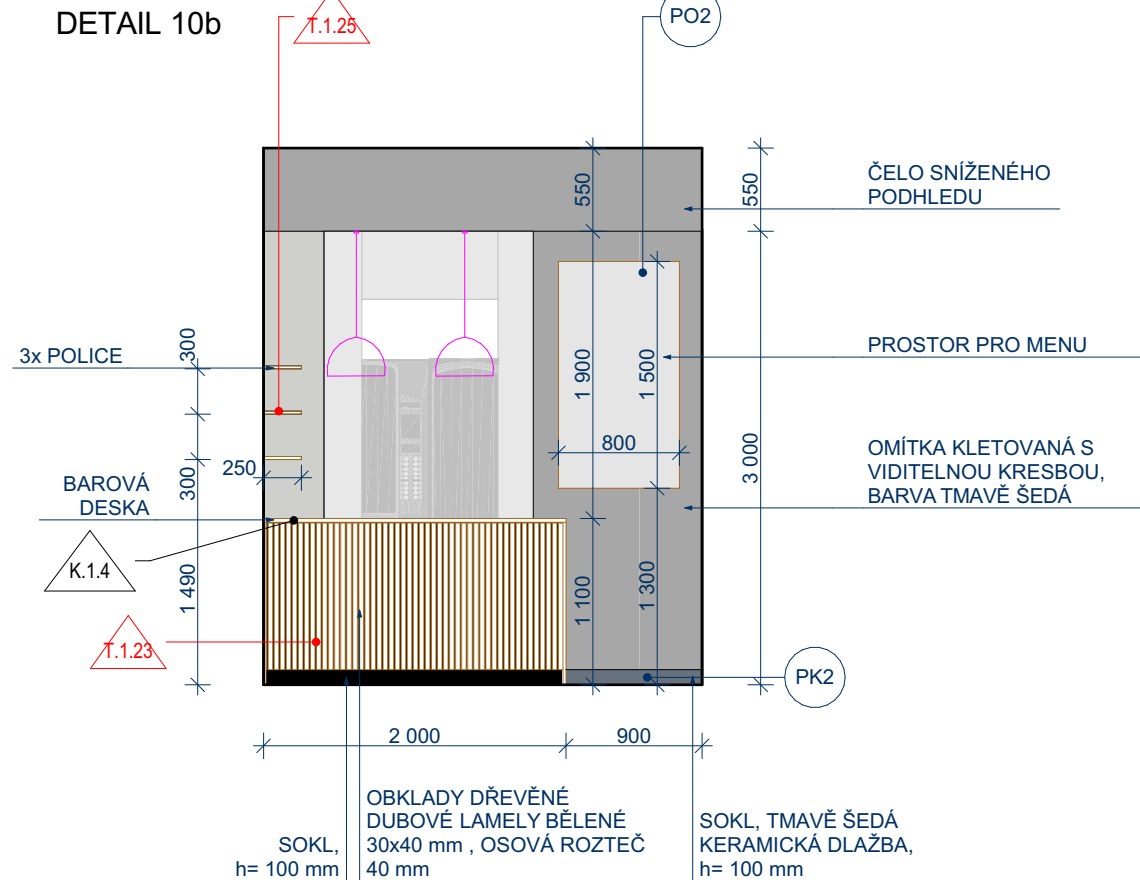 DETAIL 10b
T.1.25
PO2
550
550
ČELO SNÍŽENÉHO
PODHLEDU
3x POLICE
300
1 900
1 500
PROSTOR PRO MENU
800
3 000
250
300
BAROVÁ
DESKA
OMÍTKA KLETOVANÁ S
VIDITELNOU KRESBOU,
BARVA TMAVĚ ŠEDÁ
K.1.4
1 490
1 100
1 300
T.1.23
PK2
2 000
900
SOKL,
h= 100 mm
OBKLADY DŘEVĚNÉ
DUBOVÉ LAMELY BĚLENÉ
30x40 mm , OSOVÁ ROZTEČ
40 mm
SOKL, TMAVĚ ŠEDÁ
KERAMICKÁ DLAŽBA,
h= 100 mm